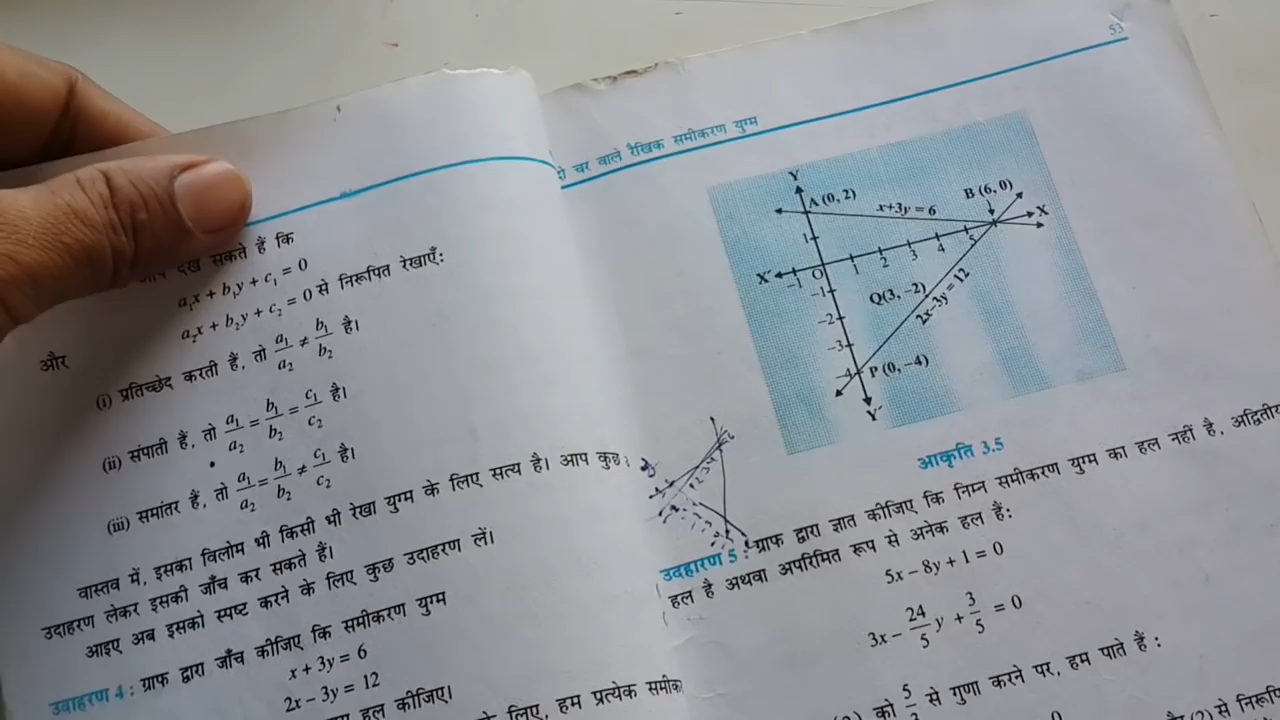 देख सकते हैं कि
a₁x + b₁y + c₁ = 0
और
a₂x + b₂y + c₂ = 0 से निरूपित रेखाएँ:
(i) प्रतिच्छेद करती हैं, तो a₁/a₂ ≠ b₁/b₂ है।
(ii) संपाती हैं, तो a₁/a₂ = b₁/b₂ = c₁/c₂ है।
(iii) समांतर हैं, तो a₁/a₂ = b₁/b₂ ≠ c₁/c₂ है।
वास्तव में, इसका विलोम भी किसी भी रेखा युग्म के लिए सत्य है। आप कुछ
उदाहरण लेकर इसकी जाँच कर सकते हैं।
आइए अब इसको स्पष्ट करने के लिए कुछ उदाहरण लें।
उदाहरण 4 : ग्राफ द्वारा जाँच कीजिए कि समीकरण युग्म
x + 3y = 6
2x – 3y = 12
हल कीजिए।
लिए, हम प्रत्येक
दो चर वाले रैखिक समीकरण युग्म
53
Y
A (0, 2)
x+3y = 6
B (6, 0)
X
1
X′
–1
O
1
2
3
4
5
–1
Q(3, –2)
2x–3y = 12
–2
–3
–4
P (0, –4)
Y′
आकृति 3.5
उदहारण 5 : ग्राफ द्वारा ज्ञात कीजिए कि निम्न समीकरण युग्म का हल नहीं है, अद्वितीय
हल है अथवा अपरिमित रूप से अनेक हल हैं:
5x – 8y + 1 = 0
3x – 24/5 y + 3/5 = 0
को 5/3 से गुणा करने पर, हम पाते हैं :
(2) से